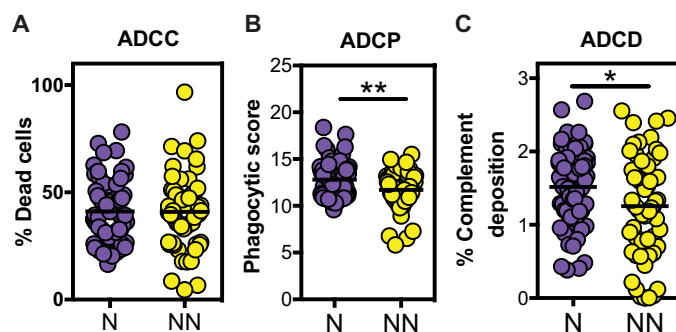 A
ADCC
% Dead cells
100
50
0
N
NN
B
ADCP
Phagocytic score
25
20
15
10
5
0
**
N
NN
C
ADCD
% Complement
deposition
3
2
1
0
*
N
NN